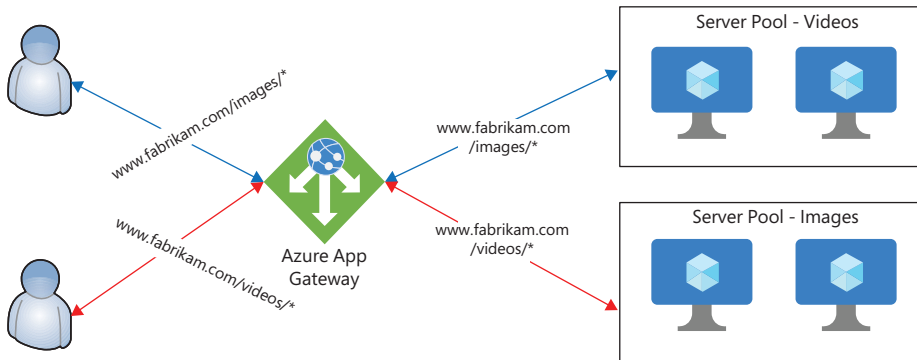 Server Pool - Videos
www.fabrikam.com/images/*
www.fabrikam.com
/images/*
Server Pool - Images
www.fabrikam.com/videos/*
www.fabrikam.com
/videos/*
Azure App
Gateway